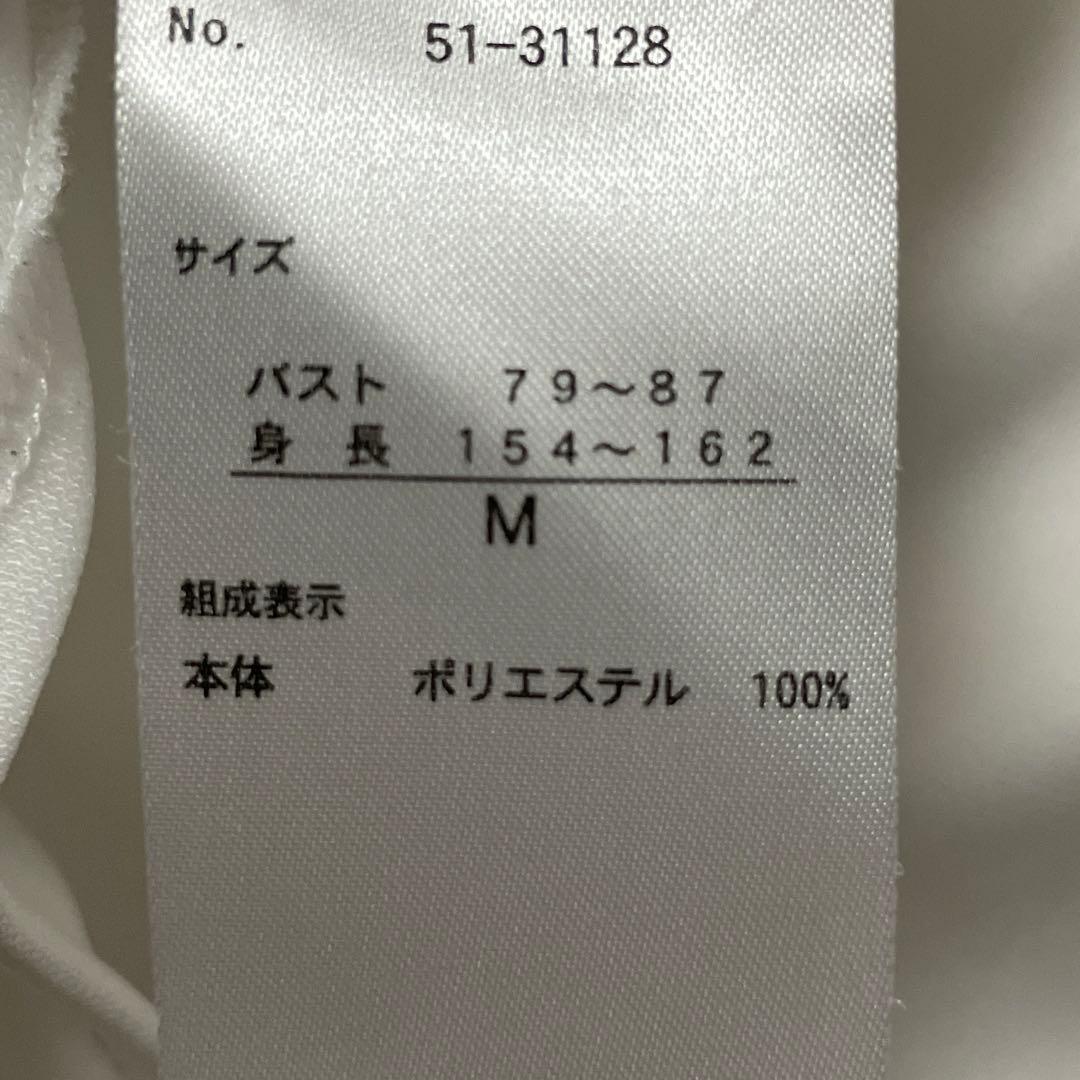 No. 51-31128
サイズ
バスト 79～87
身長 154～162
M
組成表示
本体 ポリエステル 100%